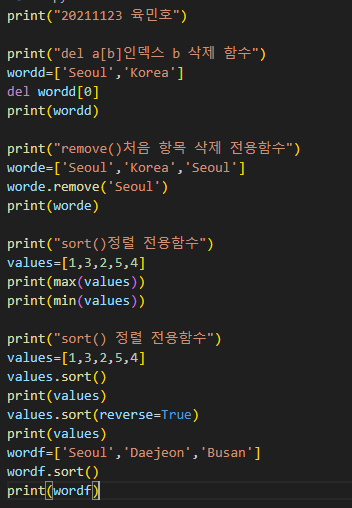 print("20211123 육민호")
print("del a[b]인덱스 b 삭제 함수")
wordd=['Seoul','Korea']
del wordd[0]
print(wordd)
print("remove()처음 항목 삭제 전용함수")
worde=['Seoul','Korea','Seoul']
worde.remove('Seoul')
print(worde)
print("sort()정렬 전용함수")
values=[1,3,2,5,4]
print(max(values))
print(min(values))
print("sort() 정렬 전용함수")
values=[1,3,2,5,4]
values.sort()
print(values)
values.sort(reverse=True)
print(values)
wordf=['Seoul','Daejeon','Busan']
wordf.sort()
print(wordf)